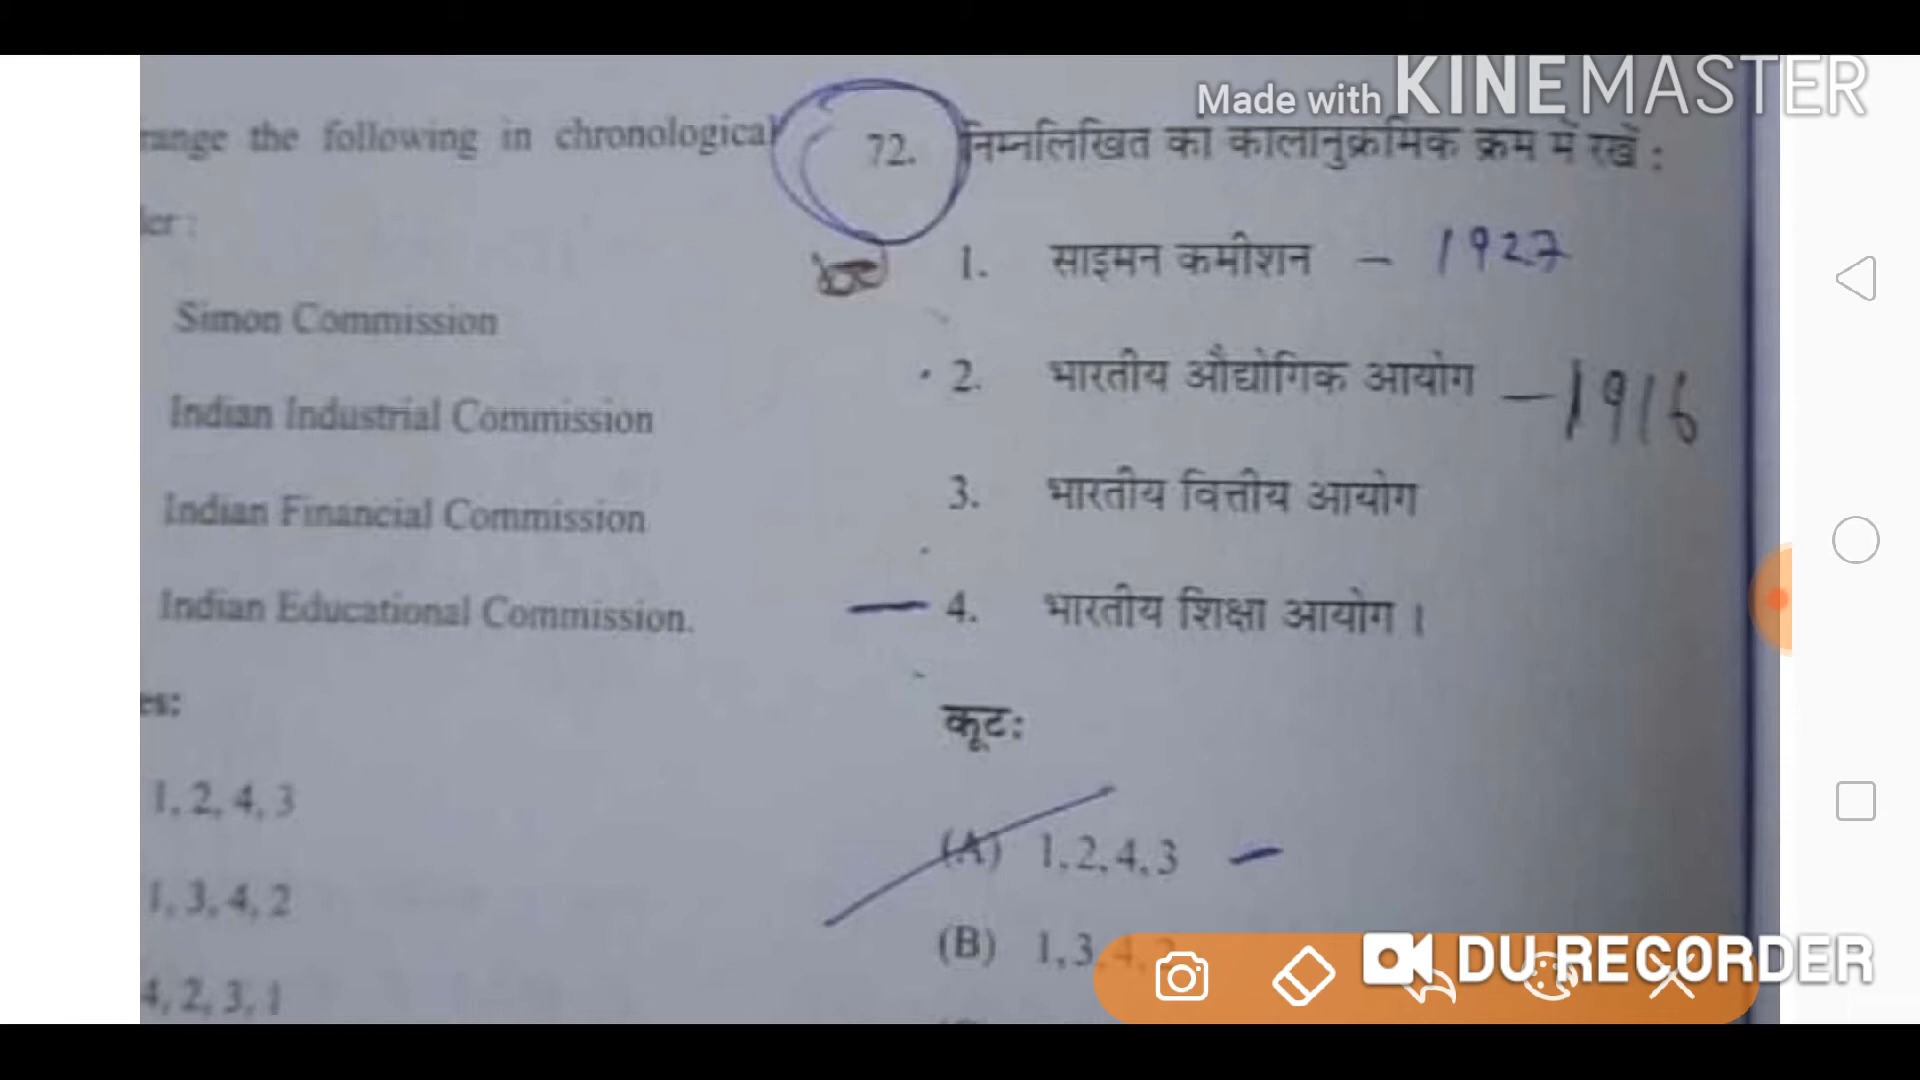 Made with KINEMASTER
range the following in chronological
der :
Simon Commission
Indian Industrial Commission
Indian Financial Commission
Indian Educational Commission.
es:
1, 2, 4, 3
1, 3, 4, 2
4, 2, 3, 1
72. निम्नलिखित को कालानुक्रमिक क्रम में रखें :
1. साइमन कमीशन – 1927
2. भारतीय औद्योगिक आयोग – 1916
3. भारतीय वित्तीय आयोग
4. भारतीय शिक्षा आयोग ।
कूट:
(A) 1, 2, 4, 3
(B) 1, 3, 4, 2
DU RECORDER